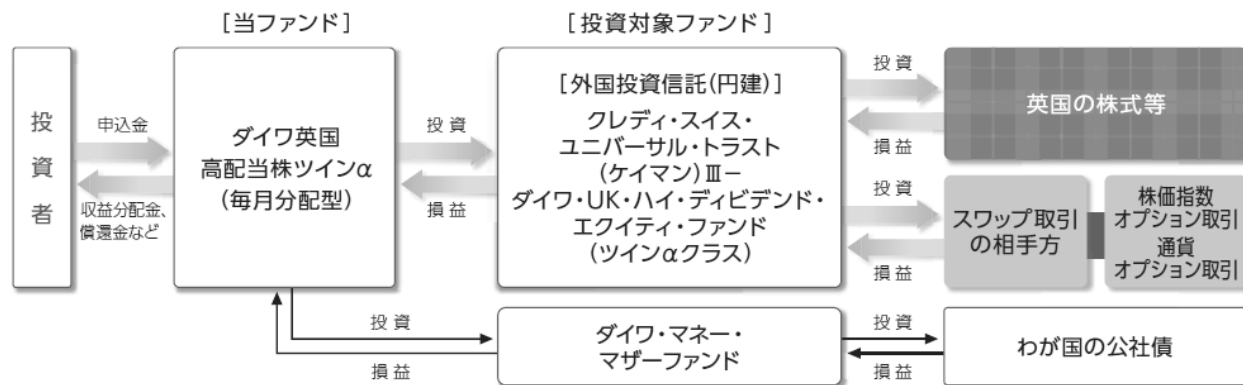 [当ファンド]
[投資対象ファンド]
投資者
申込金
収益分配金、
償還金など
ダイワ英国
高配当株ツインα
(毎月分配型)
投資
損益
[外国投資信託(円建)]
クレディ・スイス・
ユニバーサル・トラスト
(ケイマン)Ⅲ－
ダイワ・UK・ハイ・ディビデンド・
エクイティ・ファンド
(ツインαクラス)
投資
損益
英国の株式等
投資
損益
スワップ取引
の相手方
株価指数
オプション取引
通貨
オプション取引
投資
損益
ダイワ・マネー・
マザーファンド
投資
損益
わが国の公社債